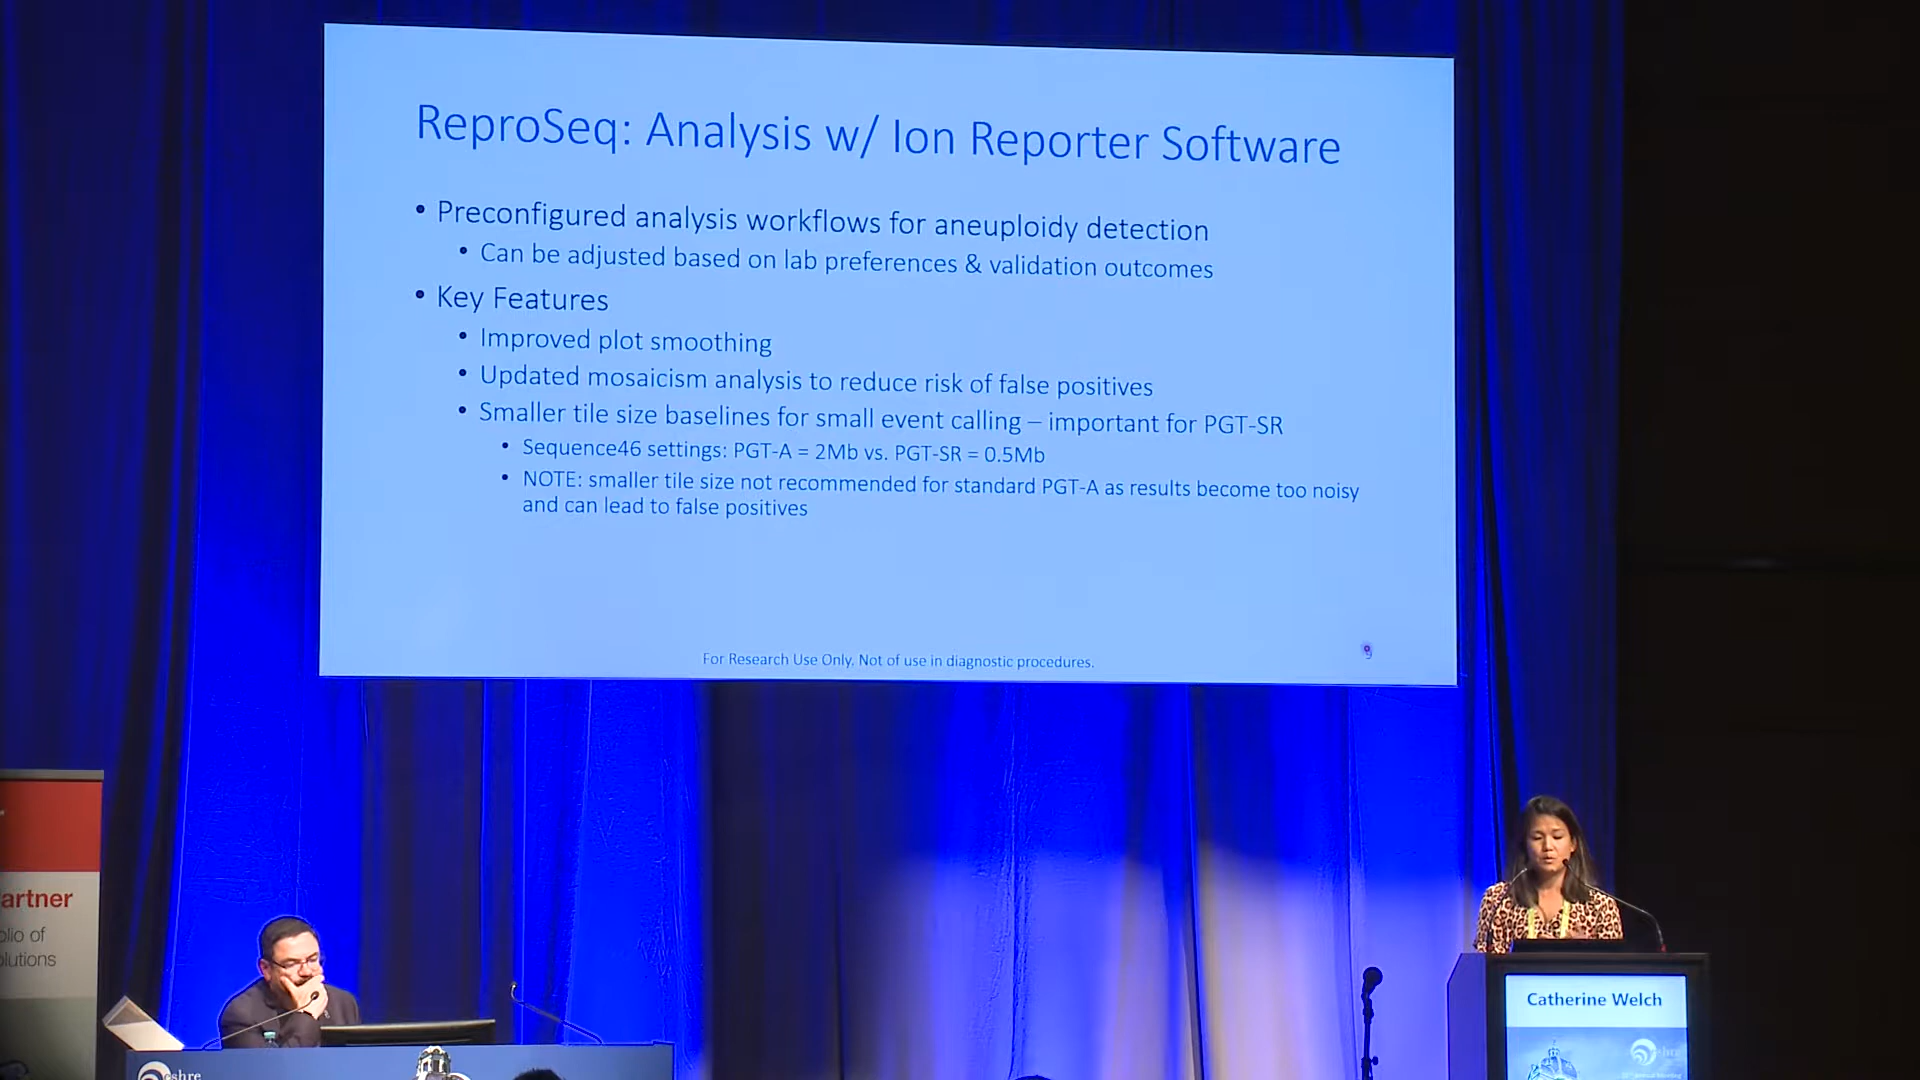 ReproSeq: Analysis w/ Ion Reporter Software
• Preconfigured analysis workflows for aneuploidy detection
• Can be adjusted based on lab preferences & validation outcomes
• Key Features
• Improved plot smoothing
• Updated mosaicism analysis to reduce risk of false positives
• Smaller tile size baselines for small event calling – important for PGT-SR
• Sequence46 settings: PGT-A = 2Mb vs. PGT-SR = 0.5Mb
• NOTE: smaller tile size not recommended for standard PGT-A as results become too noisy
and can lead to false positives
For Research Use Only. Not of use in diagnostic procedures.
9
artner
olio of
olutions
eshre
Catherine Welch
eshre